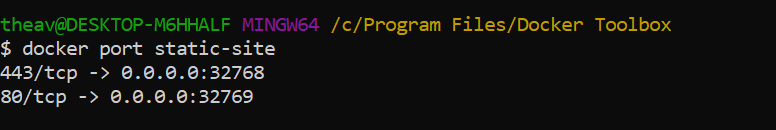 theav@DESKTOP-M6HHALF MINGW64 /c/Program Files/Docker Toolbox
$ docker port static-site
443/tcp -> 0.0.0.0:32768
80/tcp -> 0.0.0.0:32769